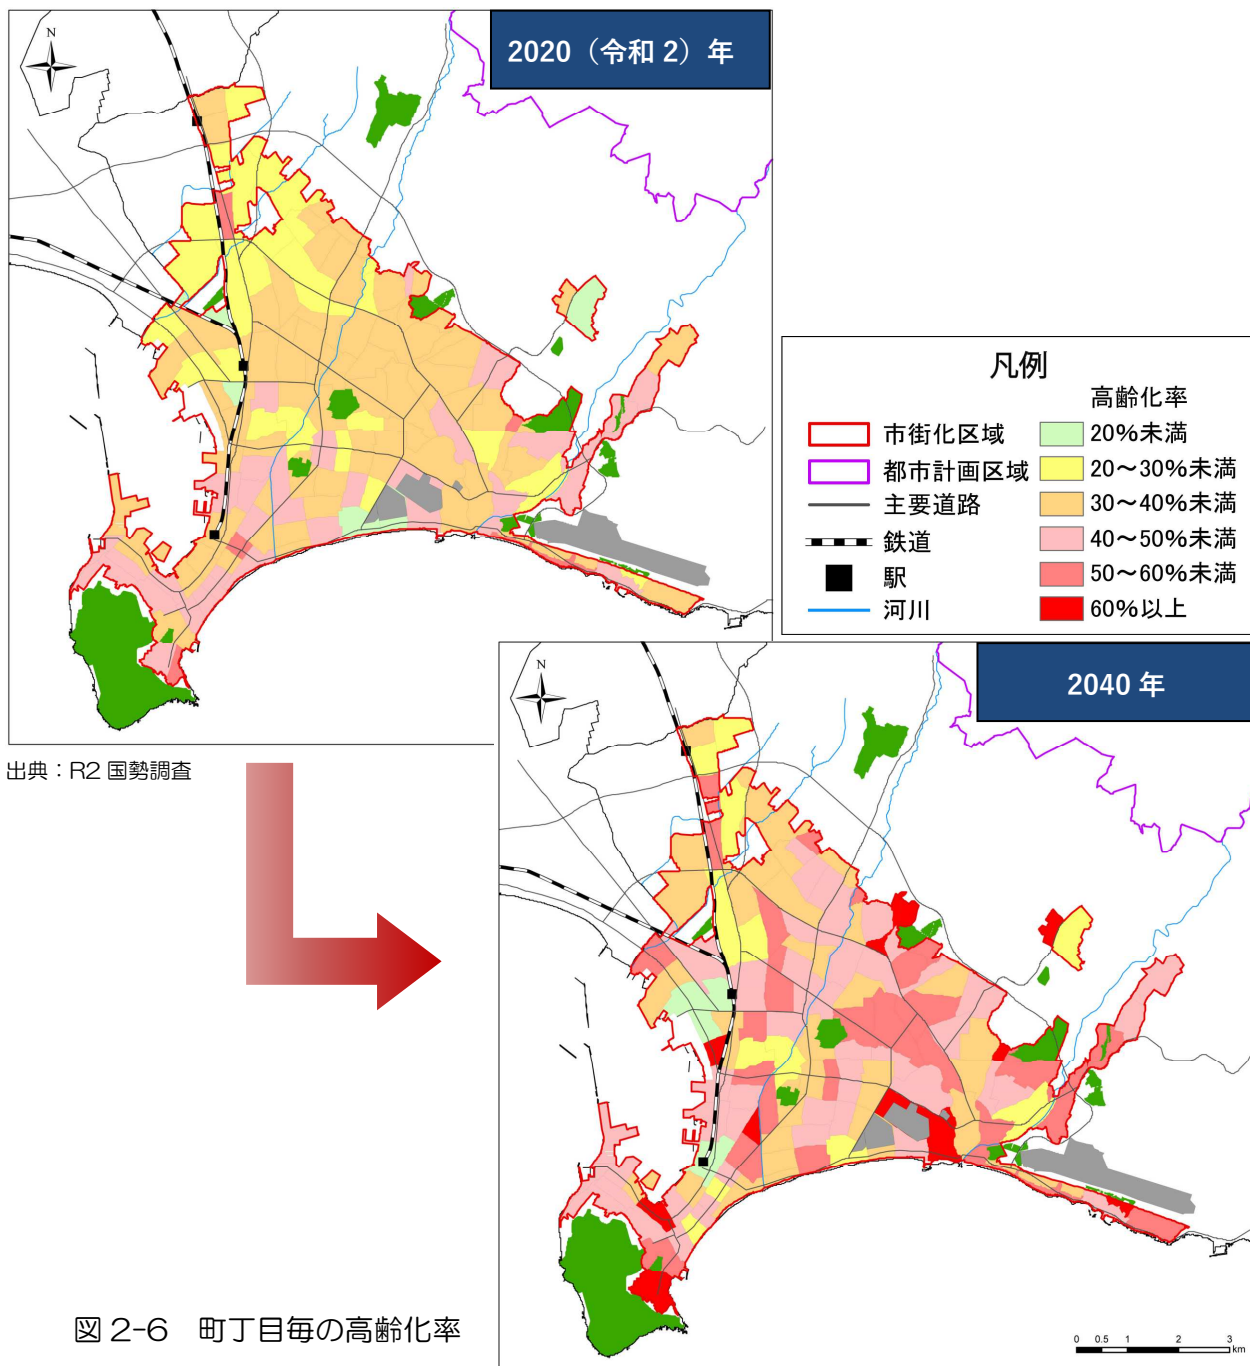 2020（令和 2）年
N
凡例
高齢化率
市街化区域
都市計画区域
主要道路
鉄道
駅
河川
20%未満
20～30%未満
30～40%未満
40～50%未満
50～60%未満
60%以上
出典：R2 国勢調査
2040 年
N
図 2-6　町丁目毎の高齢化率
0 0.5 1 2 3
km